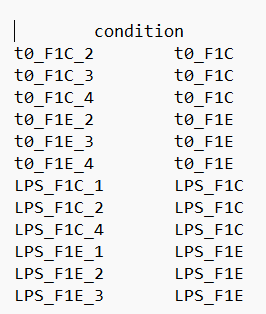 condition
t0_F1C_2 t0_F1C
t0_F1C_3 t0_F1C
t0_F1C_4 t0_F1C
t0_F1E_2 t0_F1E
t0_F1E_3 t0_F1E
t0_F1E_4 t0_F1E
LPS_F1C_1 LPS_F1C
LPS_F1C_2 LPS_F1C
LPS_F1C_4 LPS_F1C
LPS_F1E_1 LPS_F1E
LPS_F1E_2 LPS_F1E
LPS_F1E_3 LPS_F1E